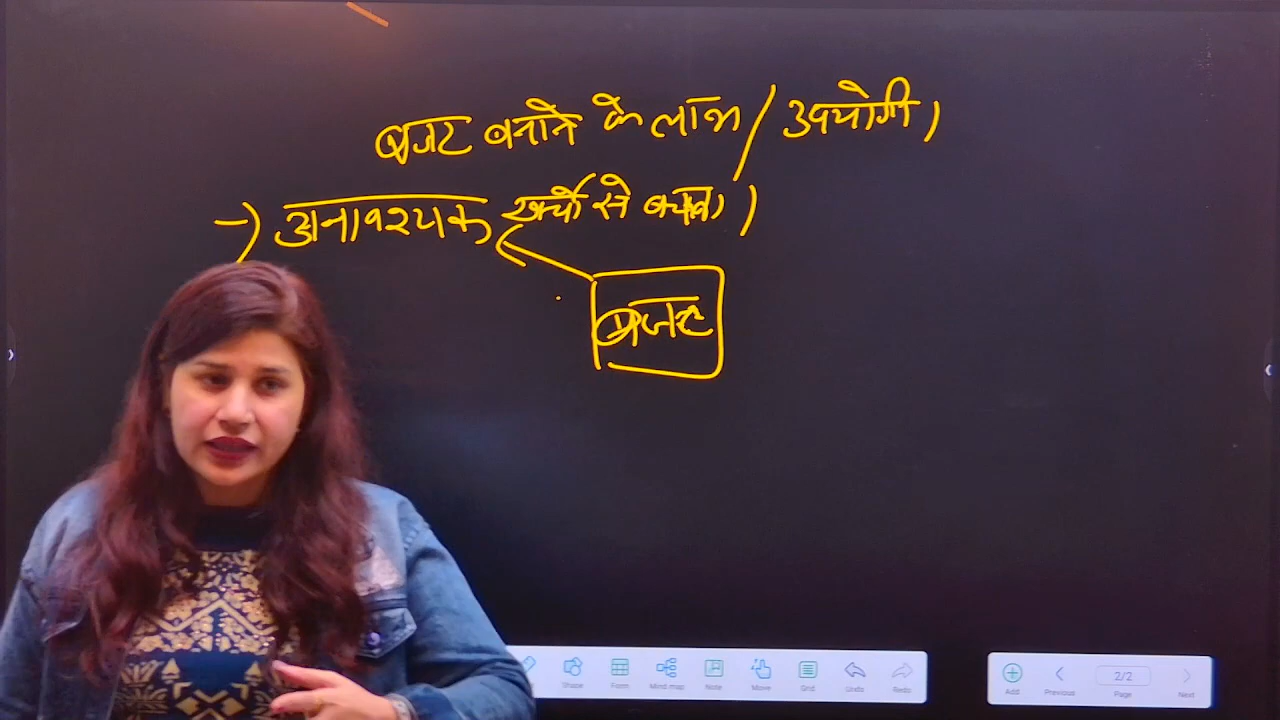 बजट बनाने के लाभ / उपयोगी।
→ अनावश्यक खर्चो से बचाव।
बजट
Shape Form Mind map Note Move Grid Undo Redo
Add Previous 2/2 Page Next